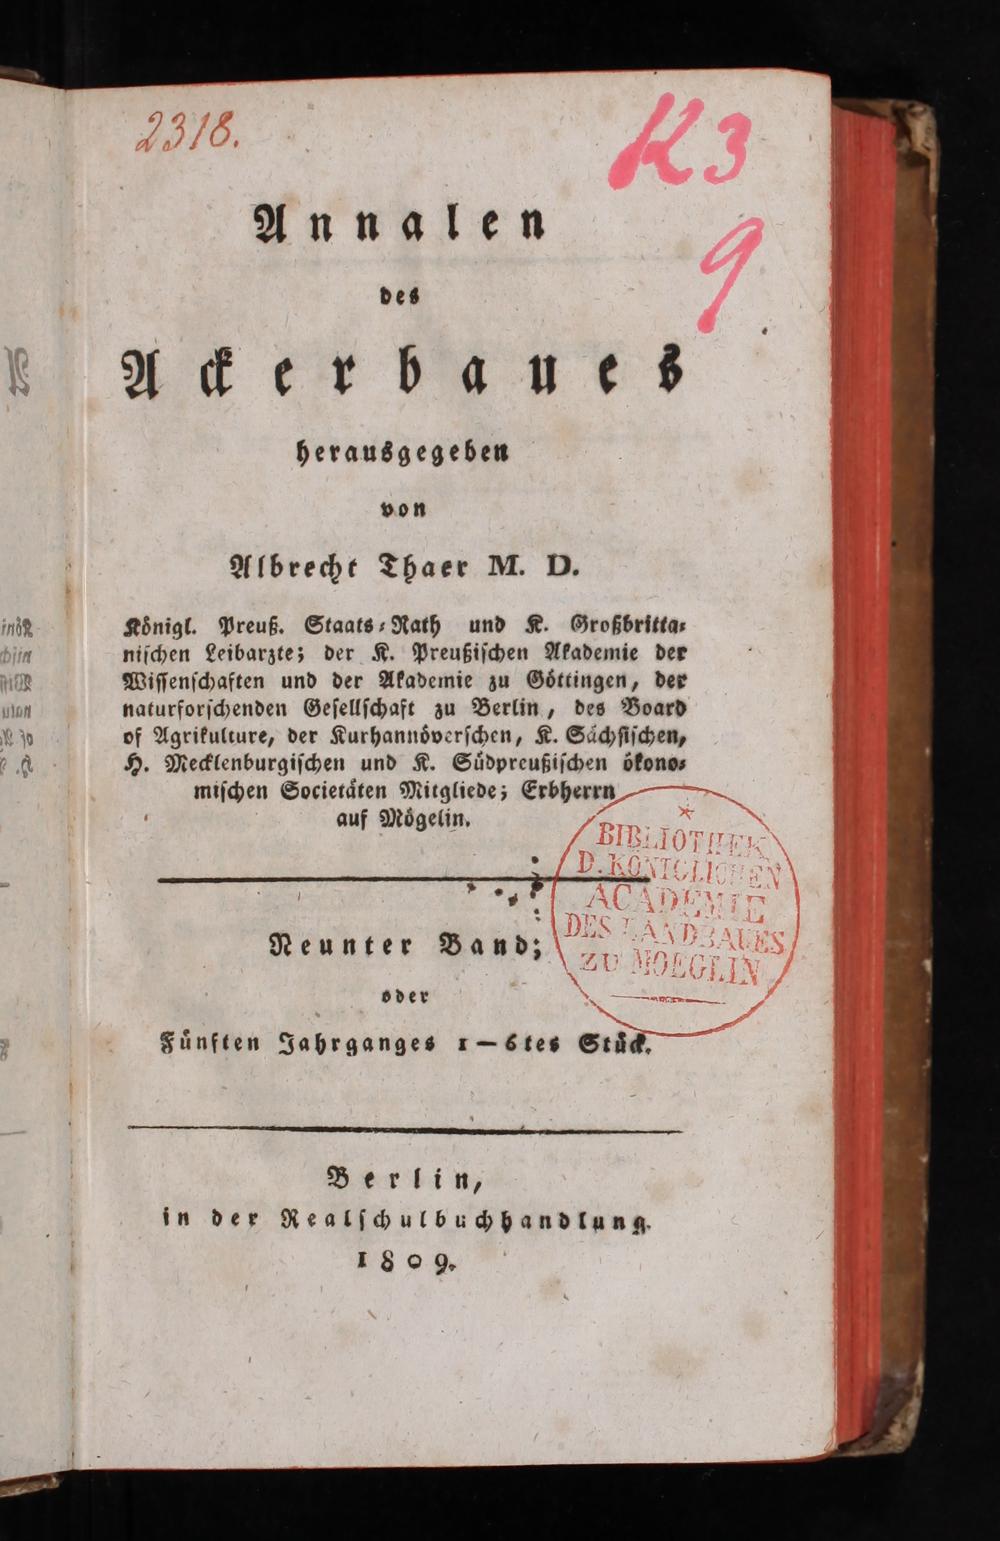 2318.
K 3
9
Annalen
des
Ackerbaues
herausgegeben
von
Albrecht Thaer M. D.
Königl. Preuß. Staats-Rath und K. Großbritta-
nischen Leibarzte; der K. Preußischen Akademie der
Wissenschaften und der Akademie zu Göttingen, der
naturforschenden Gesellschaft zu Berlin, des Board
of Agrikulture, der Kurhannöverschen, K. Sächsischen,
H. Mecklenburgischen und K. Südpreußischen ökono-
mischen Societäten Mitgliede; Erbherrn
auf Mögelin.
BIBLIOTHEK
D. KÖNIGLICHEN
ACADEMIE
DES LANDBAUES
ZU MOEGLIN
Neunter Band;
oder
Fünften Jahrganges 1—6tes Stück.
Berlin,
in der Realschulbuchhandlung.
1809.